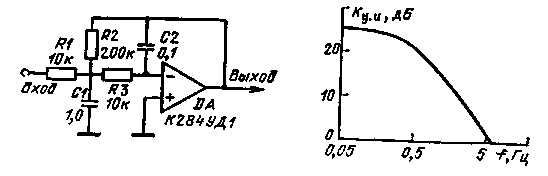 R1
10к
R2
200к
C2
0,1
R3
10к
C1
1,0
Вход
Выход
DA
К284УД1
−
+
Kу.и, дБ
20
10
0
0,05
0,5
5
f, Гц